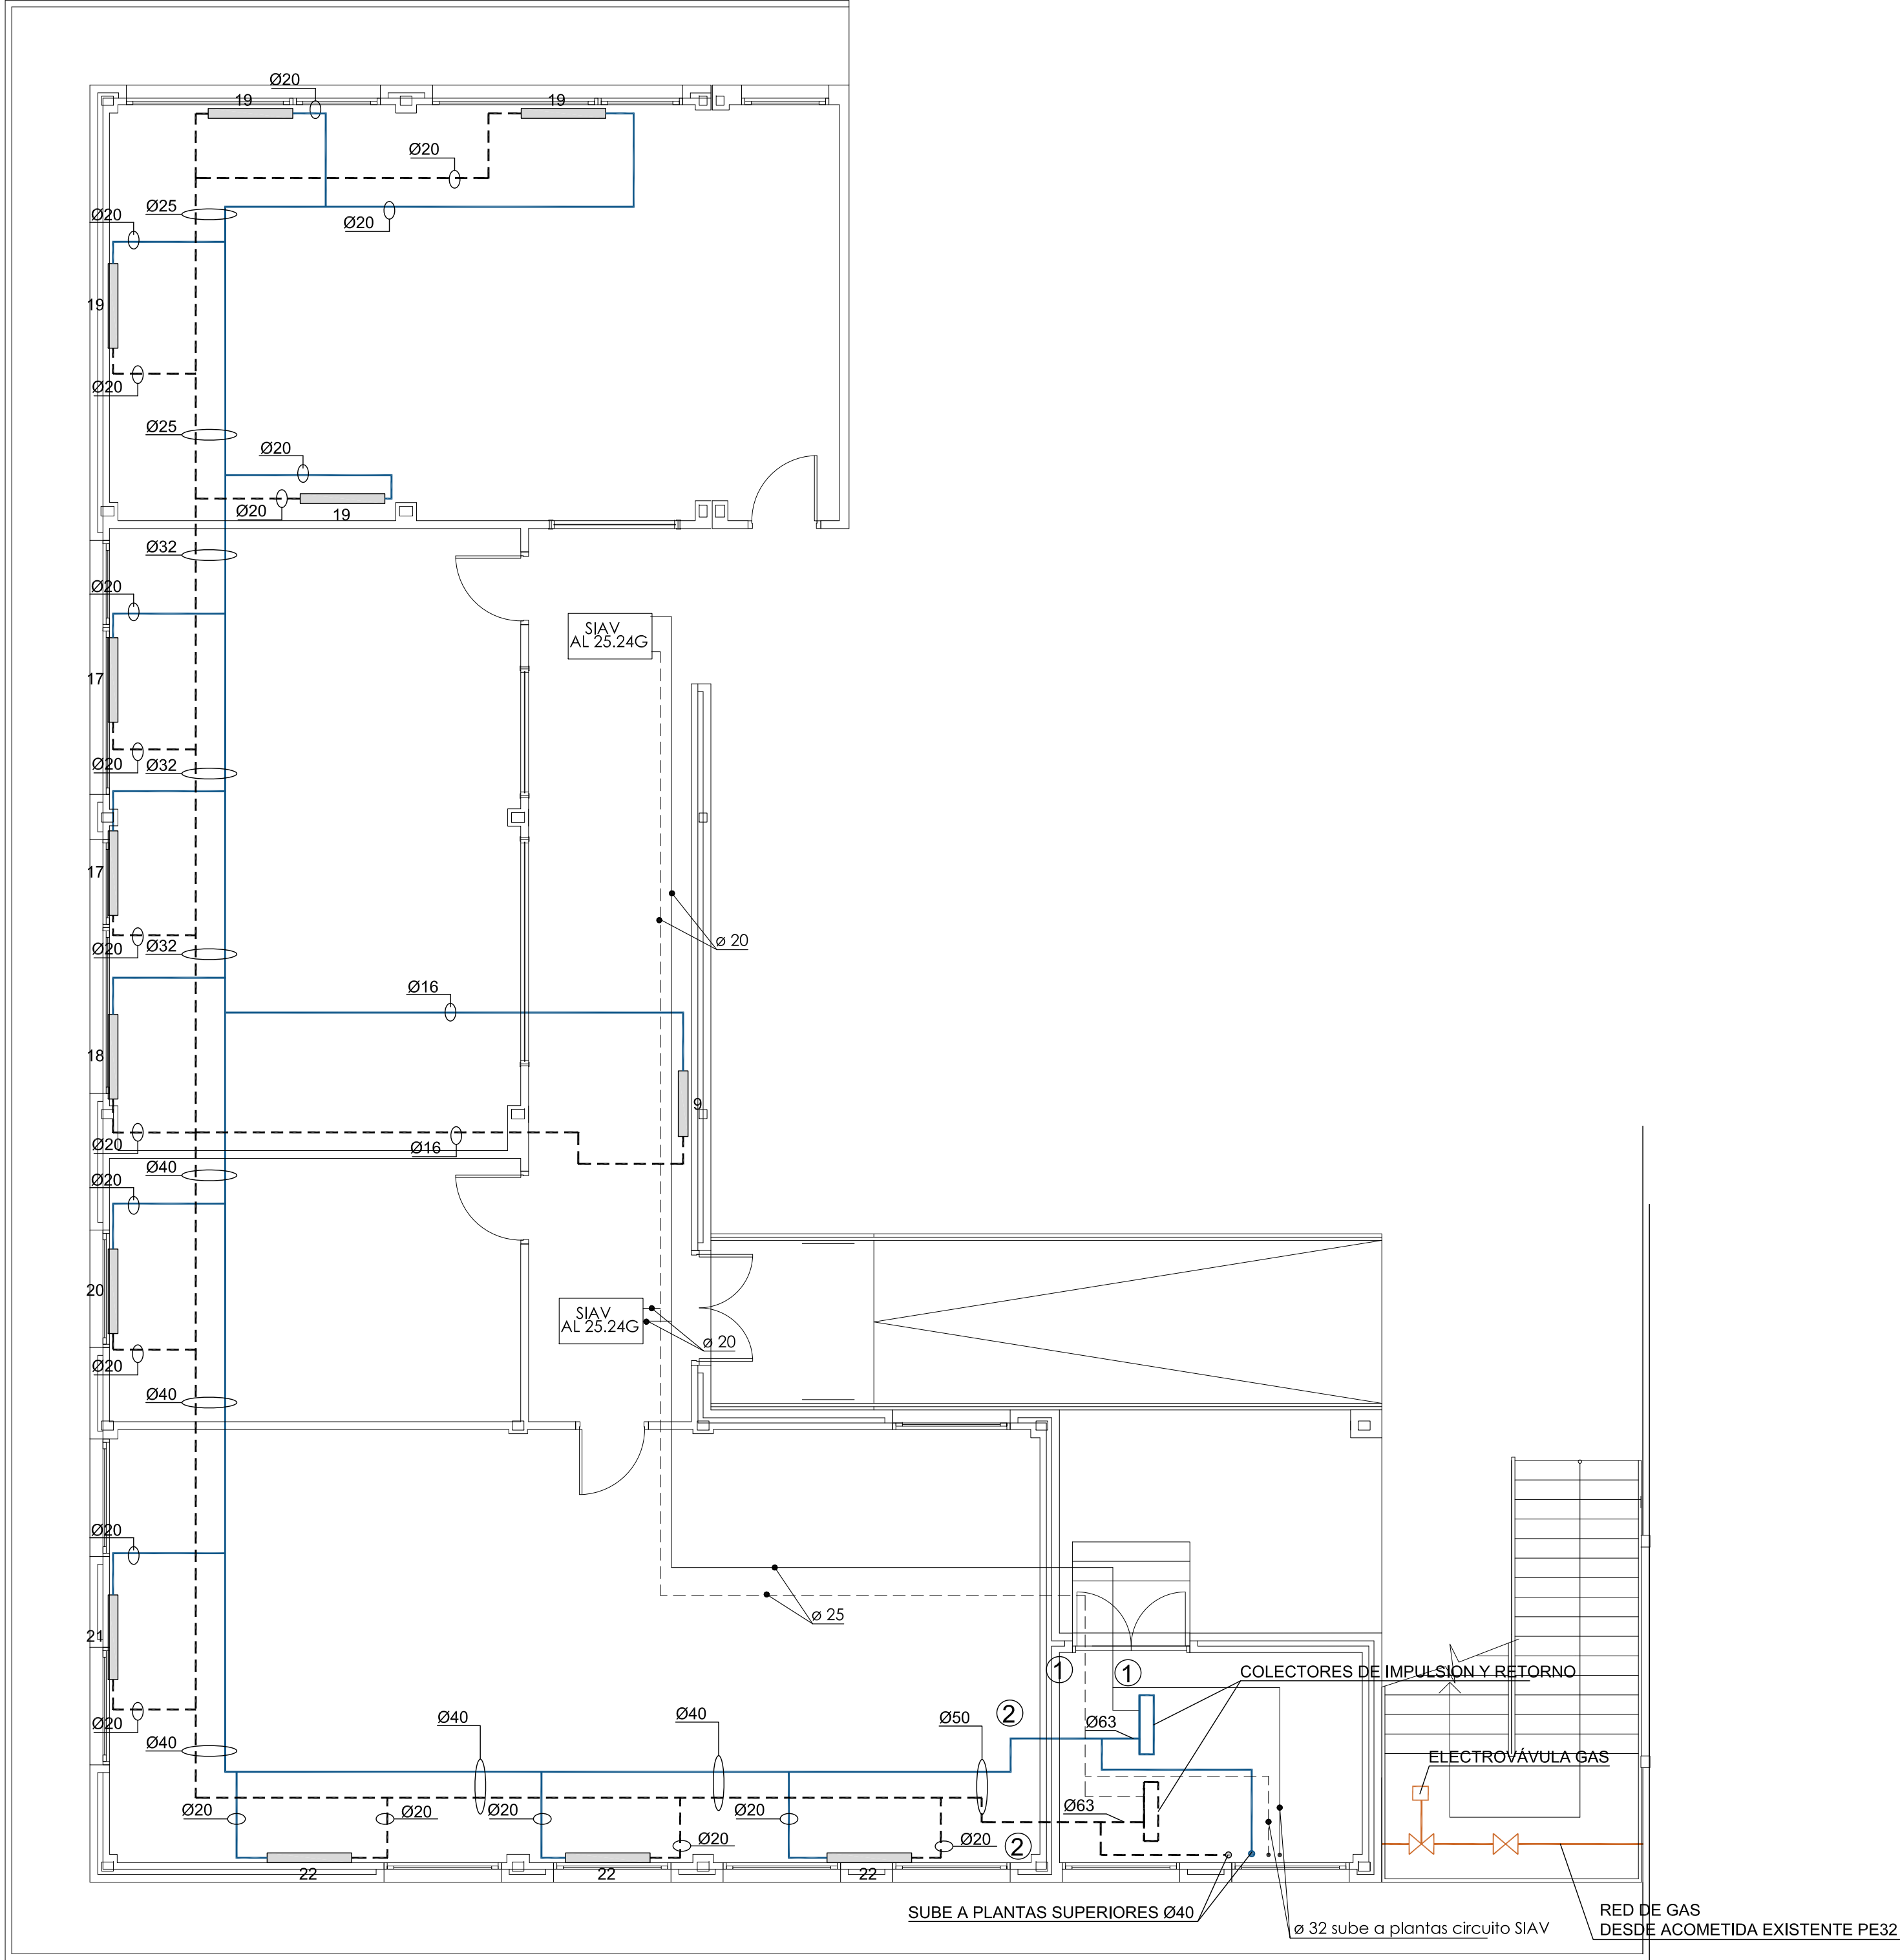 Ø20
19
19
Ø20
Ø20
Ø25
Ø20
19
Ø20
Ø25
Ø20
Ø20
19
Ø32
Ø20
SIAV
AL 25.24G
17
Ø20
Ø32
17
Ø20
Ø32
ø 20
Ø16
18
9
Ø20
Ø16
Ø40
Ø20
20
SIAV
AL 25.24G
ø 20
Ø20
Ø40
Ø20
ø 25
21
1
1
COLECTORES DE IMPULSION Y RETORNO
Ø20
Ø40
Ø40
Ø40
Ø50
2
Ø63
ELECTROVÁVULA GAS
Ø20
Ø20
Ø20
Ø20
Ø20
Ø20
Ø63
2
22
22
22
SUBE A PLANTAS SUPERIORES Ø40
ø 32 sube a plantas circuito SIAV
RED DE GAS
DESDE ACOMETIDA EXISTENTE PE32